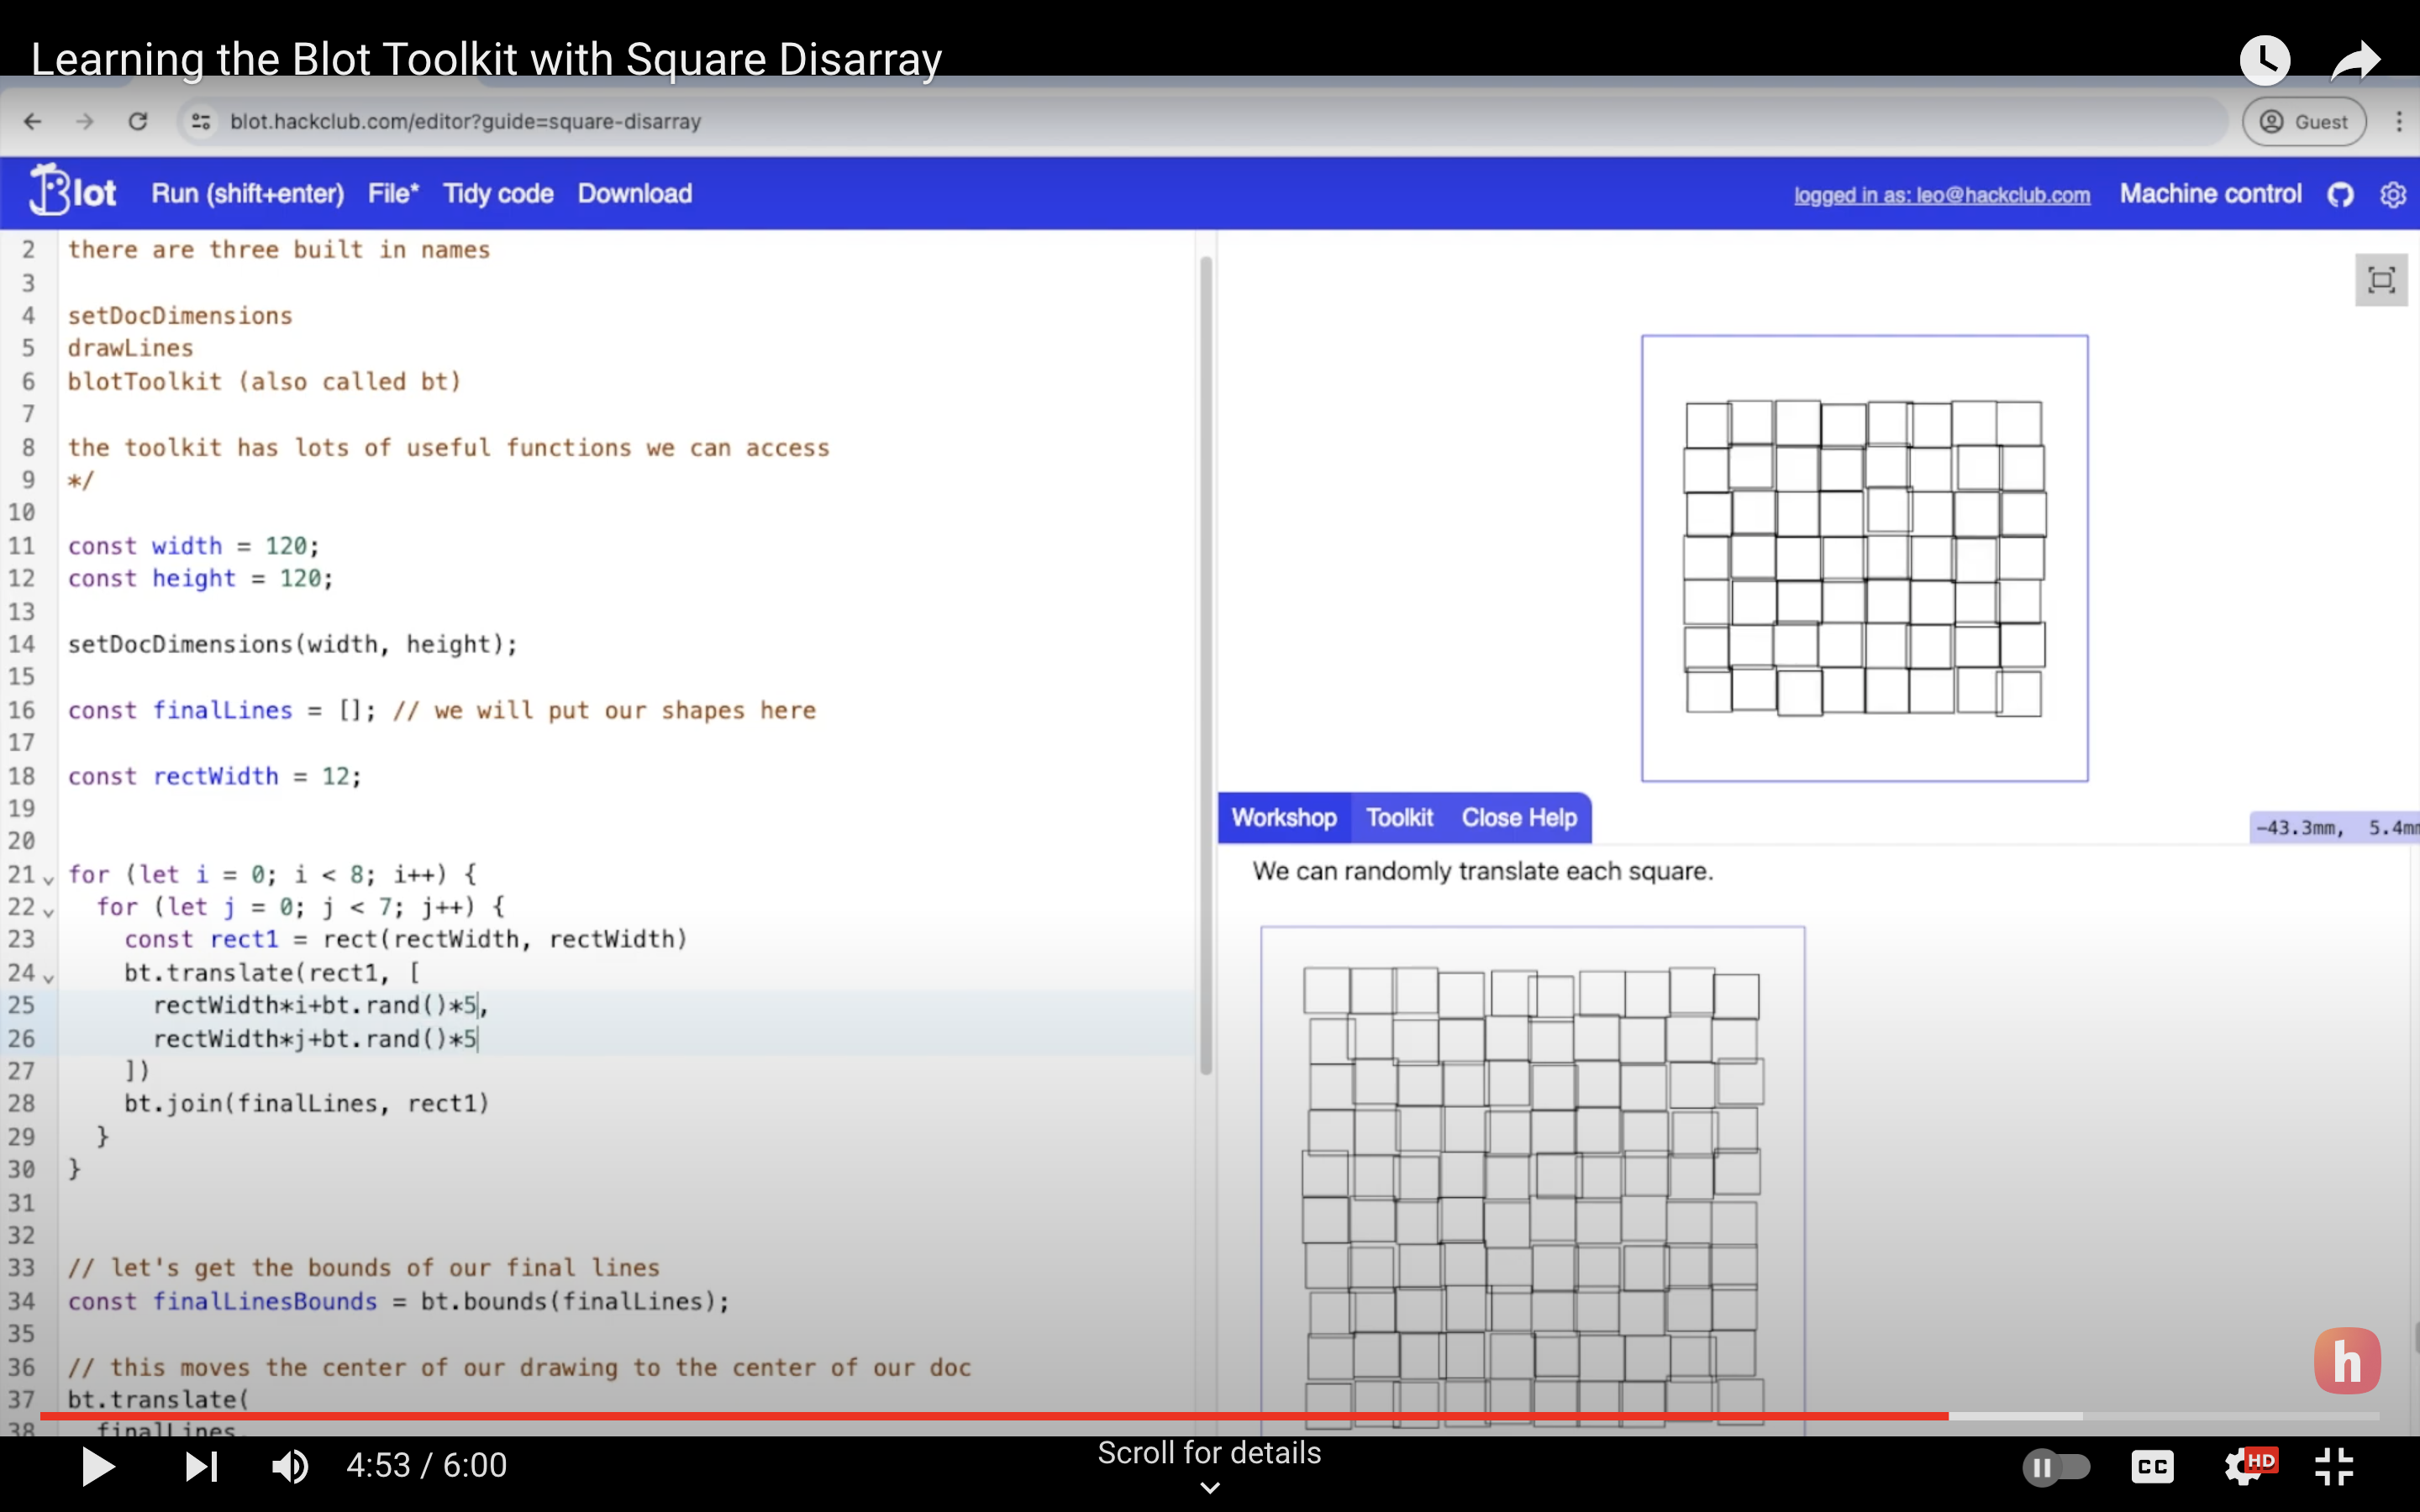 Learning the Blot Toolkit with Square Disarray
blot.hackclub.com/editor?guide=square-disarray
Guest
Blot Run (shift+enter) File* Tidy code Download logged in as: leo@hackclub.com Machine control
2 there are three built in names
3
4 setDocDimensions
5 drawLines
6 blotToolkit (also called bt)
7
8 the toolkit has lots of useful functions we can access
9 */
10
11 const width = 120;
12 const height = 120;
13
14 setDocDimensions(width, height);
15
16 const finalLines = []; // we will put our shapes here
17
18 const rectWidth = 12;
19
20
21 for (let i = 0; i < 8; i++) {
22 for (let j = 0; j < 7; j++) {
23 const rect1 = rect(rectWidth, rectWidth)
24 bt.translate(rect1, [
25 rectWidth*i+bt.rand()*5,
26 rectWidth*j+bt.rand()*5
27 ])
28 bt.join(finalLines, rect1)
29 }
30 }
31
32
33 // let's get the bounds of our final lines
34 const finalLinesBounds = bt.bounds(finalLines);
35
36 // this moves the center of our drawing to the center of our doc
37 bt.translate(
38 finalLines,
Workshop Toolkit Close Help
-43.3mm, 5.4m
We can randomly translate each square.
h
4:53 / 6:00
Scroll for details
CC
HD